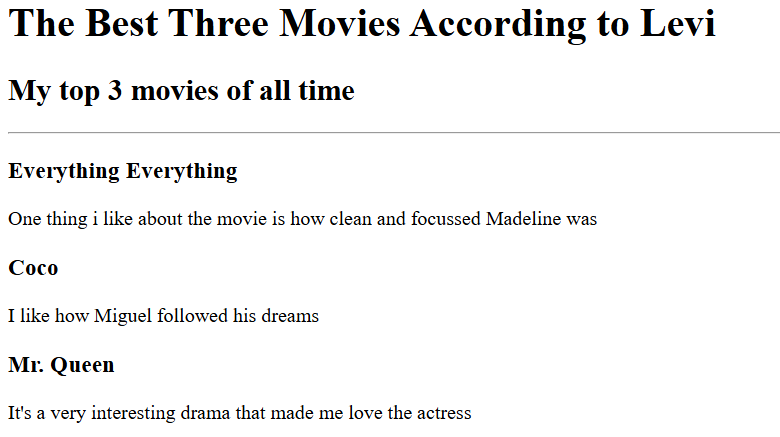 The Best Three Movies According to Levi
My top 3 movies of all time
Everything Everything
One thing i like about the movie is how clean and focussed Madeline was
Coco
I like how Miguel followed his dreams
Mr. Queen
It's a very interesting drama that made me love the actress